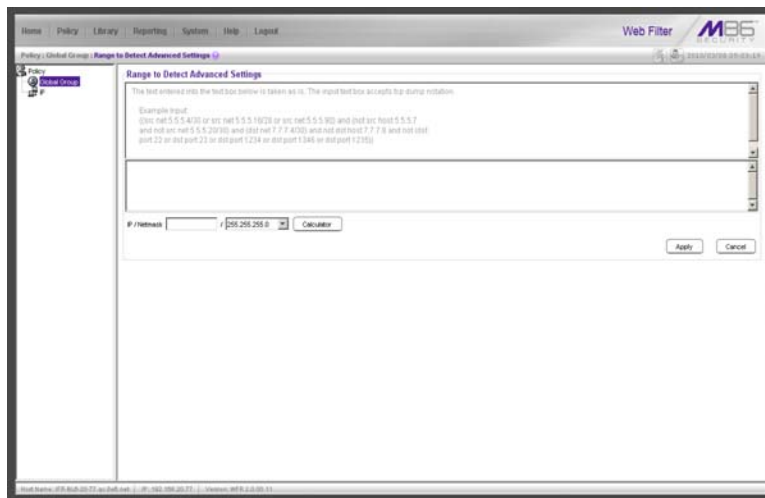 Home Policy Library Reporting System Help Logout
Web Filter
M86 SECURITY
Policy : Global Group : Range to Detect Advanced Settings
Policy
Global Group
IP
Range to Detect Advanced Settings
The text entered into the text box below is taken as is. The input text box accepts tcp dump notation.
Example Input:
((src net 5.5.5.4/30 or src net 5.5.5.16/28 or src net 5.5.5.92) and (not src host 5.5.5.7
and not src net 5.5.5.20/30) and (dst net 7.7.7.4/30) and not dst host 7.7.7.6 and not (dst
port 22 or dst port 23 or dst port 1234 or dst port 1346 or dst port 1235))
IP / Netmask / 255.255.255.0 Calculator
Apply Cancel
Host Name: